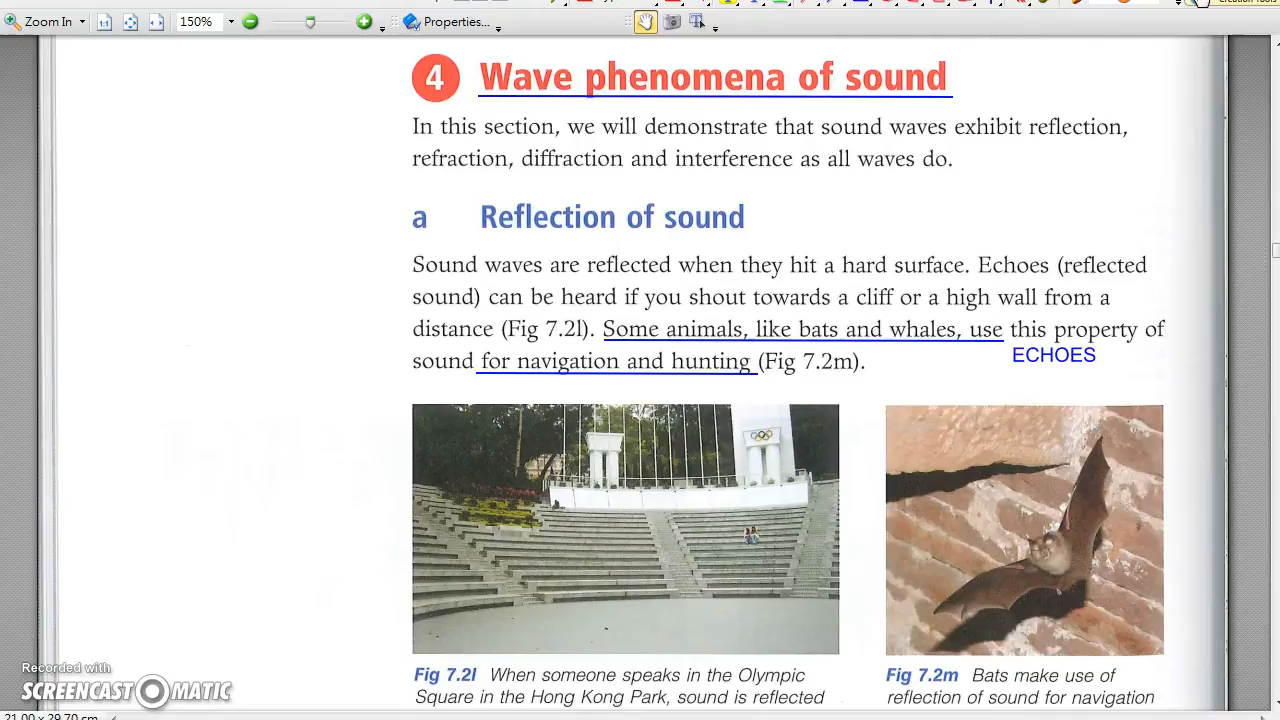 Zoom In
150%
Properties...
4 Wave phenomena of sound
In this section, we will demonstrate that sound waves exhibit reflection,
refraction, diffraction and interference as all waves do.
a Reflection of sound
Sound waves are reflected when they hit a hard surface. Echoes (reflected
sound) can be heard if you shout towards a cliff or a high wall from a
distance (Fig 7.2l). Some animals, like bats and whales, use this property of
ECHOES
sound for navigation and hunting (Fig 7.2m).
Fig 7.2l When someone speaks in the Olympic
Square in the Hong Kong Park, sound is reflected
Fig 7.2m Bats make use of
reflection of sound for navigation
Recorded with
SCREENCAST MATIC
21.00 x 29.70 cm